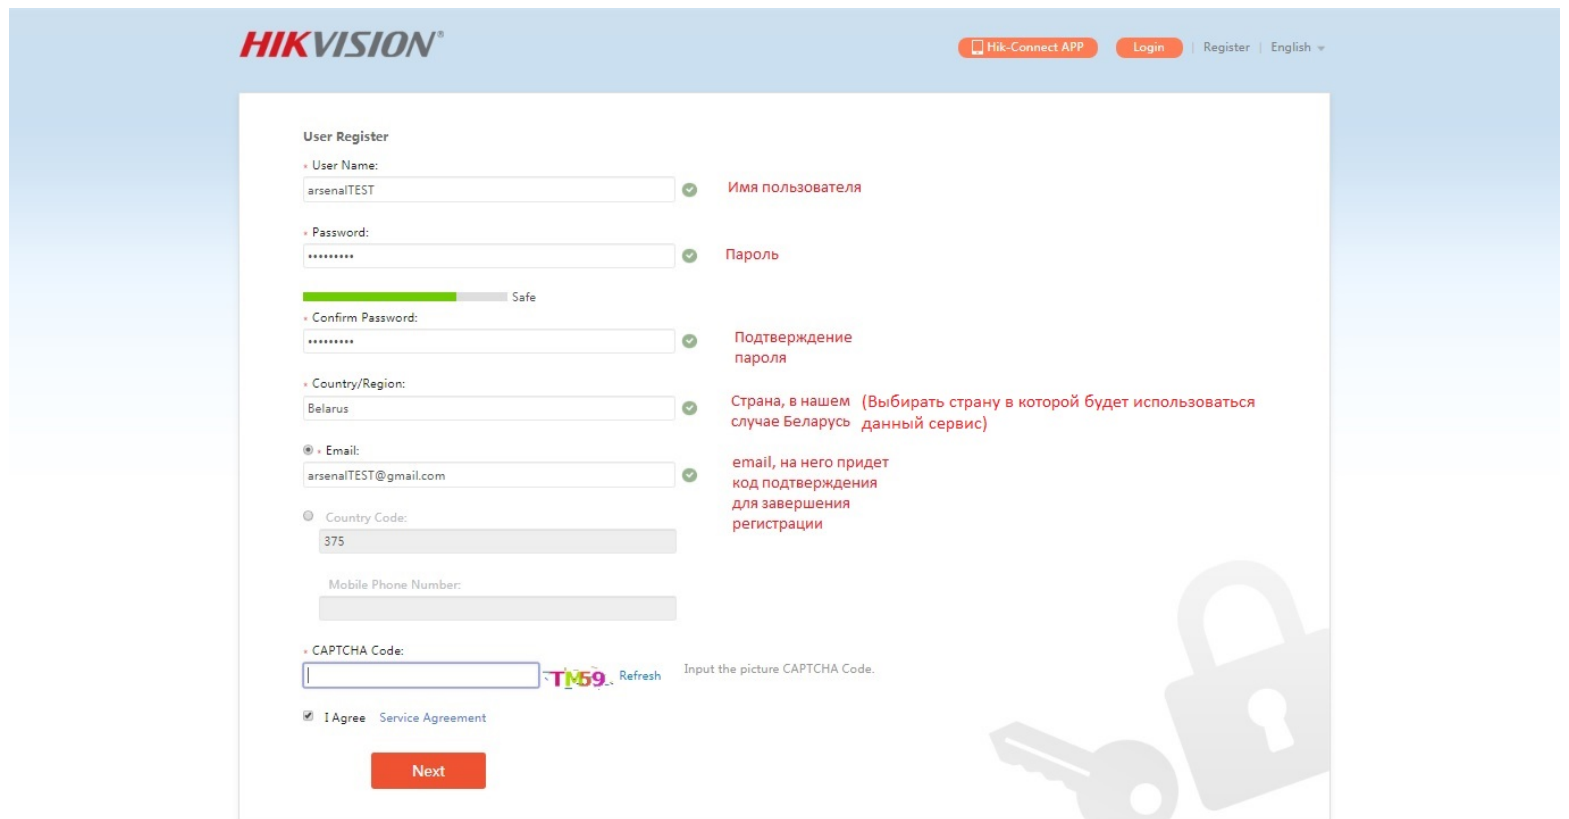 HIKVISION®
Hik-Connect APP Login | Register | English
User Register
* User Name:
arsenalTEST
Имя пользователя
* Password:
•••••••••
Пароль
Safe
* Confirm Password:
•••••••••
Подтверждение
пароля
* Country/Region:
Belarus
Страна, в нашем
случае Беларусь
(Выбирать страну в которой будет использоваться
данный сервис)
* Email:
arsenalTEST@gmail.com
email, на него придет
код подтверждения
для завершения
регистрации
Country Code:
375
Mobile Phone Number:
* CAPTCHA Code:
TM59 Refresh Input the picture CAPTCHA Code.
I Agree Service Agreement
Next